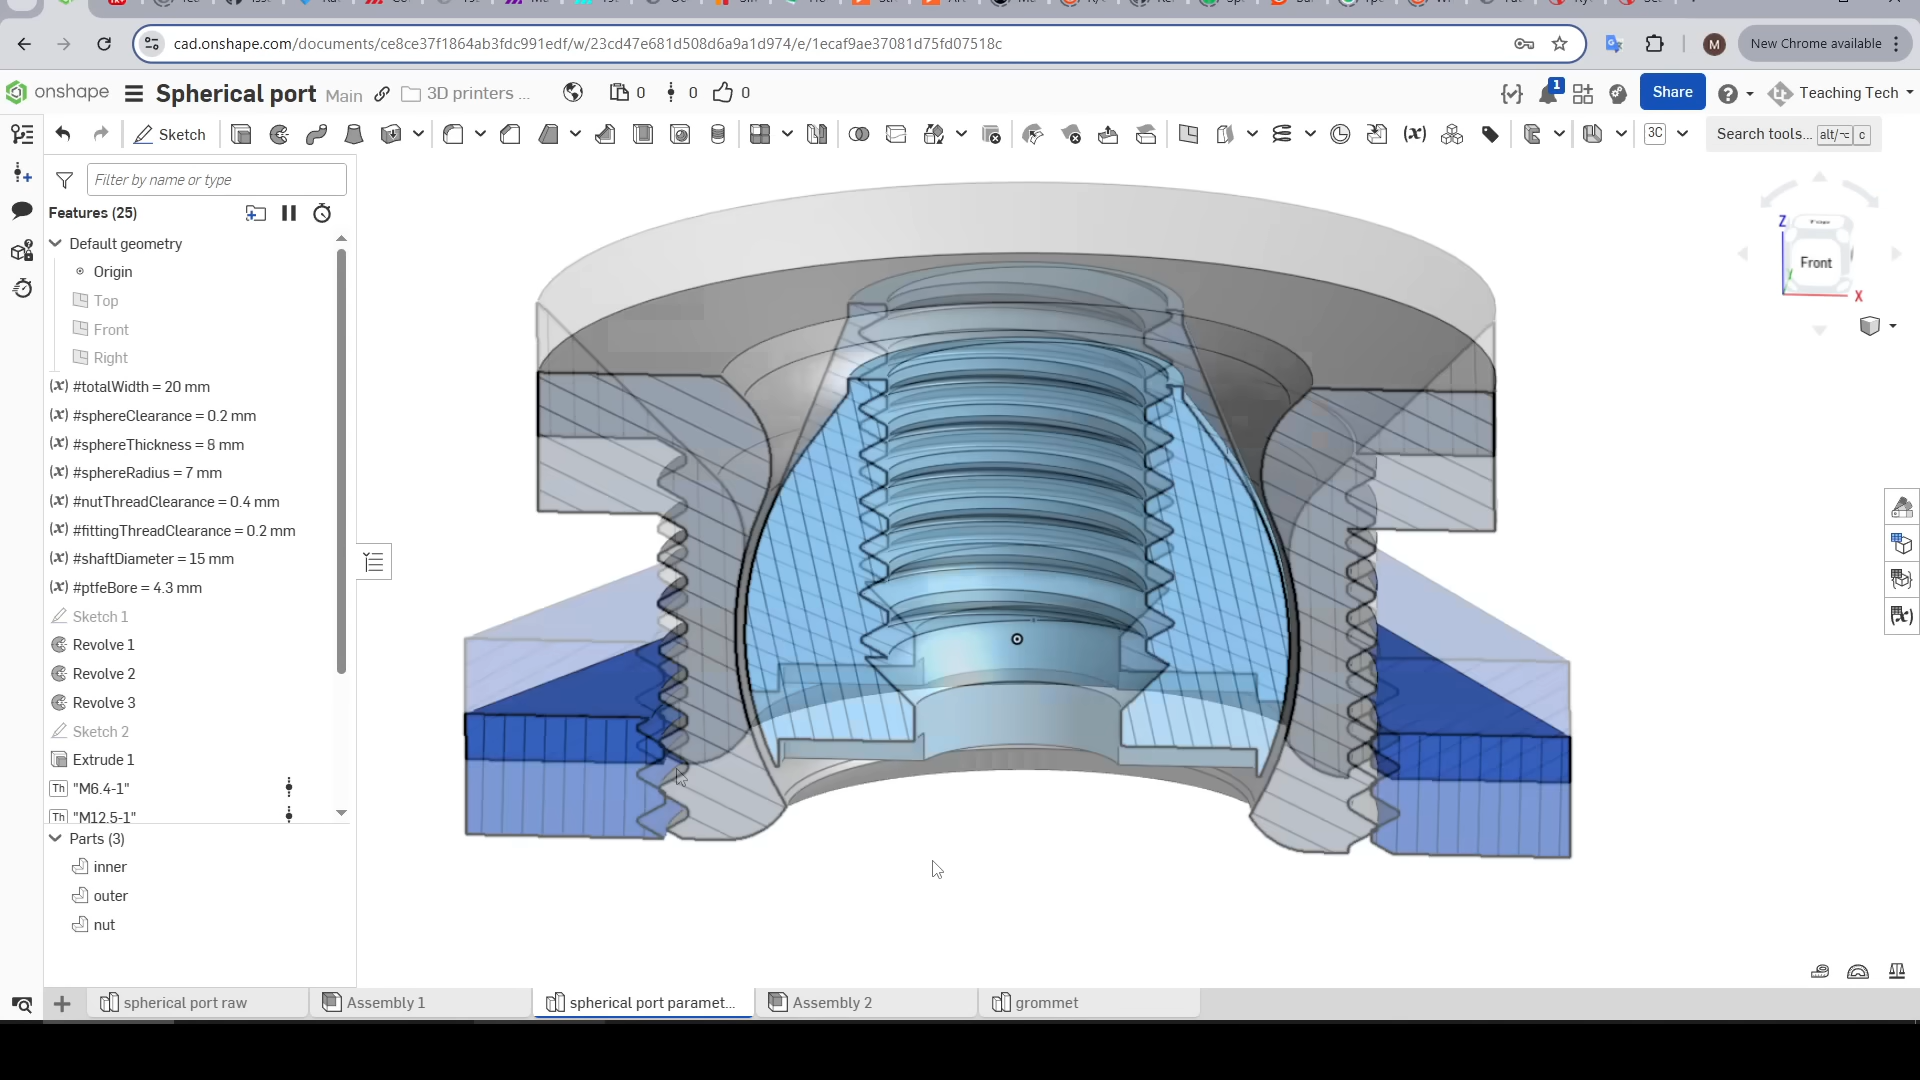 cad.onshape.com/documents/ce8ce37f1864ab3fdc991edf/w/23cd47e681d508d6a9a1d974/e/1ecaf9ae37081d75fd07518c
M
New Chrome available
onshape
Spherical port
Main
3D printers ...
0
0
0
1
Share
Teaching Tech
Sketch
(x)
3C
Search tools...
alt/⌥
c
Filter by name or type
Features (25)
Default geometry
Origin
Top
Front
Right
(x) #totalWidth = 20 mm
(x) #sphereClearance = 0.2 mm
(x) #sphereThickness = 8 mm
(x) #sphereRadius = 7 mm
(x) #nutThreadClearance = 0.4 mm
(x) #fittingThreadClearance = 0.2 mm
(x) #shaftDiameter = 15 mm
(x) #ptfeBore = 4.3 mm
Sketch 1
Revolve 1
Revolve 2
Revolve 3
Sketch 2
Extrude 1
Th "M6.4-1"
Th "M12.5-1"
Parts (3)
inner
outer
nut
Z
Top
Front
X
(x)
spherical port raw
Assembly 1
spherical port paramet...
Assembly 2
grommet